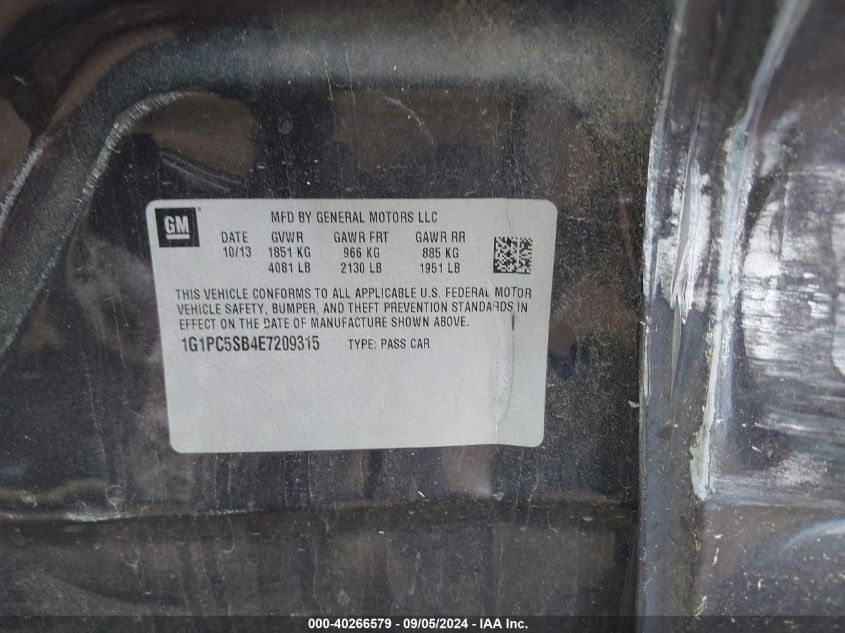 GM ®
MFD BY GENERAL MOTORS LLC
DATE GVWR GAWR FRT GAWR RR
10/13 1851 KG 966 KG 885 KG
4081 LB 2130 LB 1951 LB
THIS VEHICLE CONFORMS TO ALL APPLICABLE U.S. FEDERAL MOTOR
VEHICLE SAFETY, BUMPER, AND THEFT PREVENTION STANDARDS IN
EFFECT ON THE DATE OF MANUFACTURE SHOWN ABOVE.
1G1PC5SB4E7209315 TYPE: PASS CAR
000-40266579 - 09/05/2024 - IAA Inc.